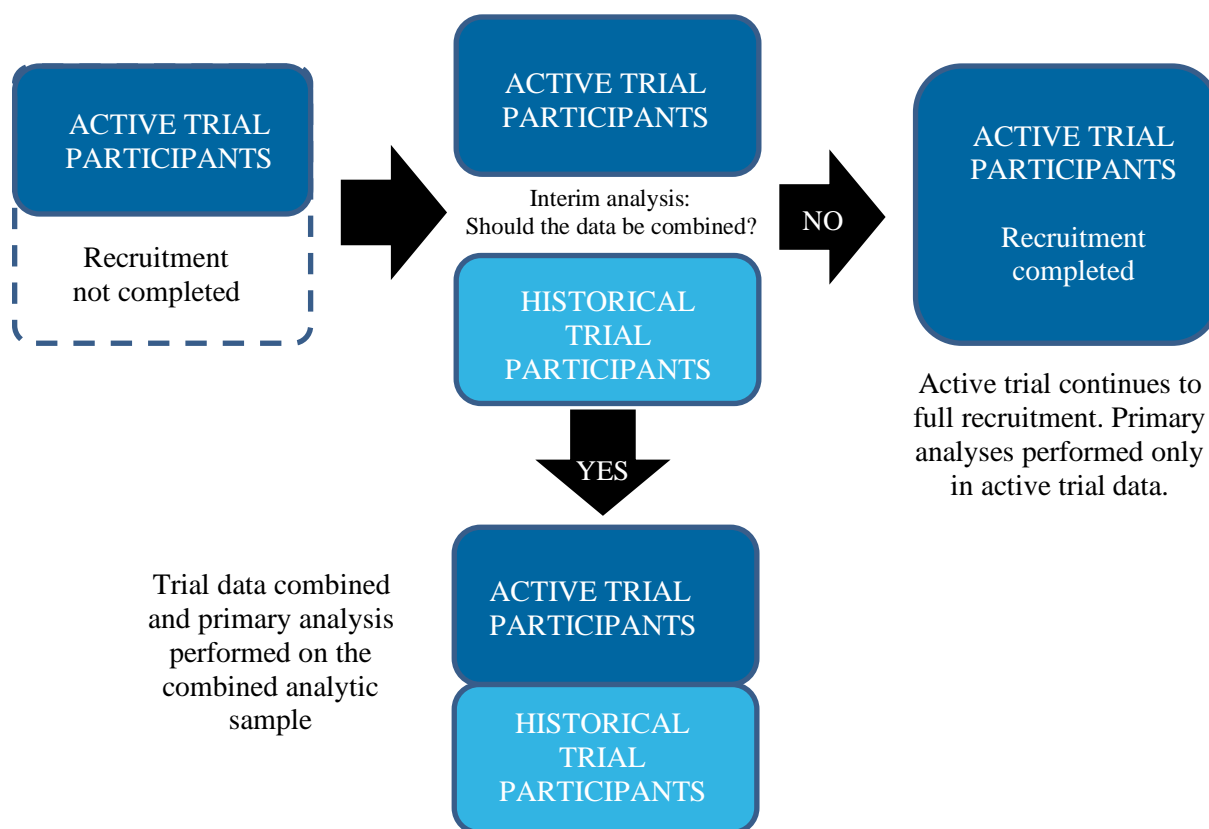 ACTIVE TRIAL
PARTICIPANTS
Recruitment
not completed
ACTIVE TRIAL
PARTICIPANTS
Interim analysis:
Should the data be combined?
HISTORICAL
TRIAL
PARTICIPANTS
NO
ACTIVE TRIAL
PARTICIPANTS
Recruitment
completed
Active trial continues to
full recruitment. Primary
analyses performed only
in active trial data.
YES
Trial data combined
and primary analysis
performed on the
combined analytic
sample
ACTIVE TRIAL
PARTICIPANTS
HISTORICAL
TRIAL
PARTICIPANTS